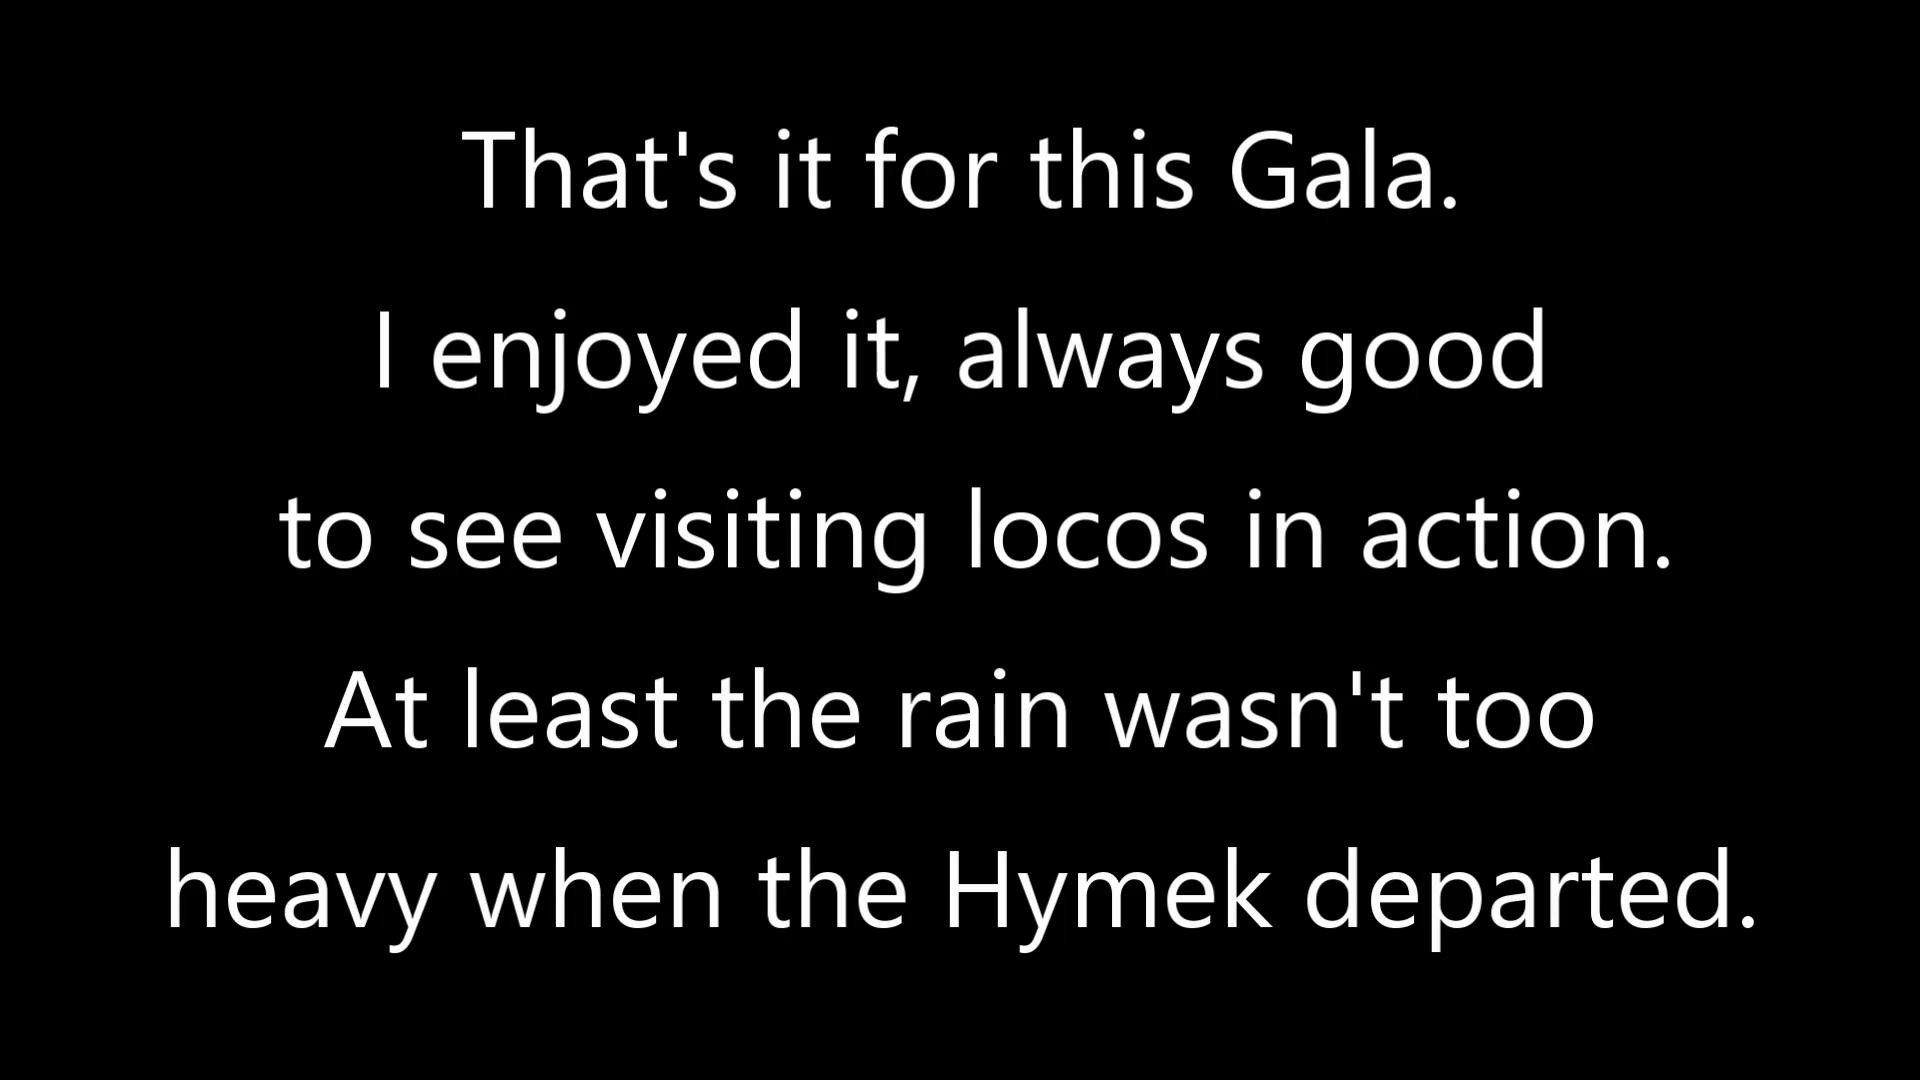 That's it for this Gala.
I enjoyed it, always good
to see visiting locos in action.
At least the rain wasn't too
heavy when the Hymek departed.